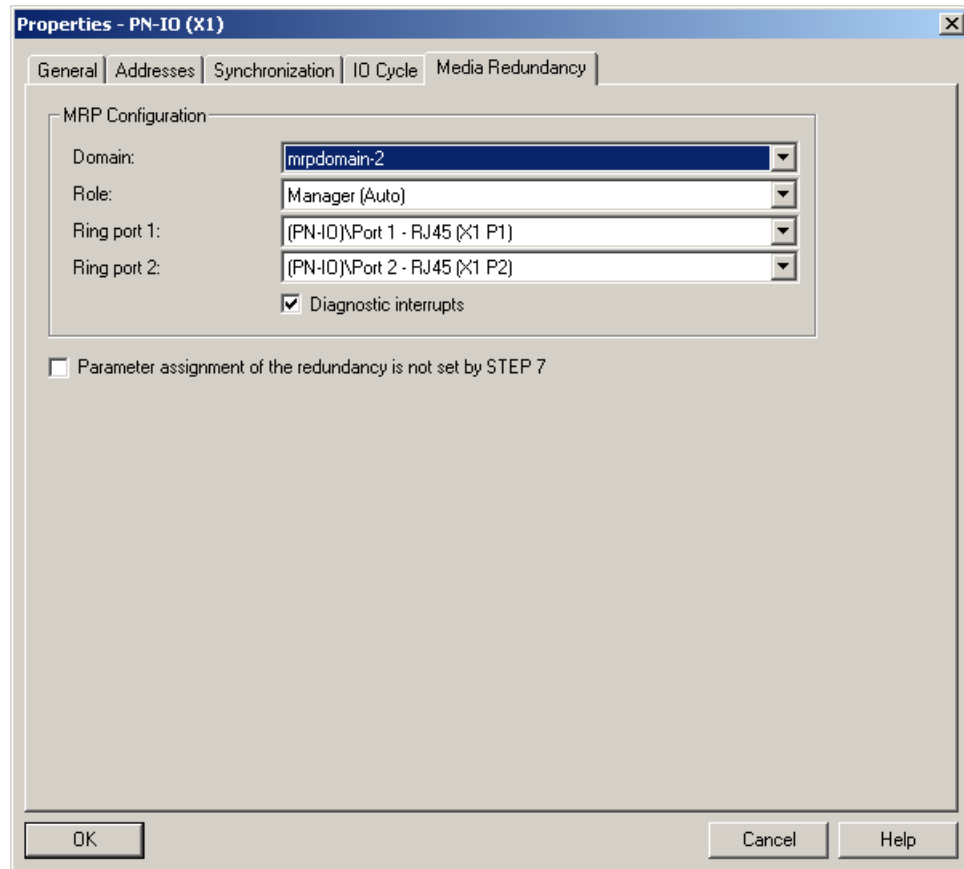 Properties - PN-IO (X1)
General Addresses Synchronization IO Cycle Media Redundancy
MRP Configuration
Domain: mrpdomain-2
Role: Manager (Auto)
Ring port 1: (PN-IO)\Port 1 - RJ45 (X1 P1)
Ring port 2: (PN-IO)\Port 2 - RJ45 (X1 P2)
Diagnostic interrupts
Parameter assignment of the redundancy is not set by STEP 7
OK Cancel Help